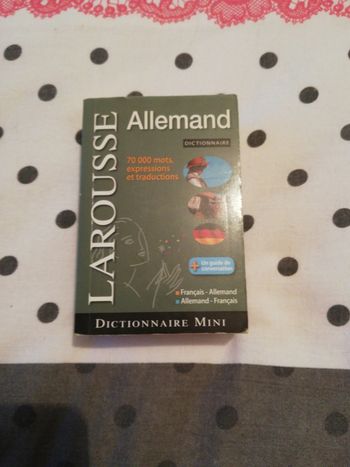 LAROUSSE
Allemand
DICTIONNAIRE
70 000 mots,
expressions
et traductions
+ Un guide de
conversation
Français - Allemand
Allemand - Français
DICTIONNAIRE MINI